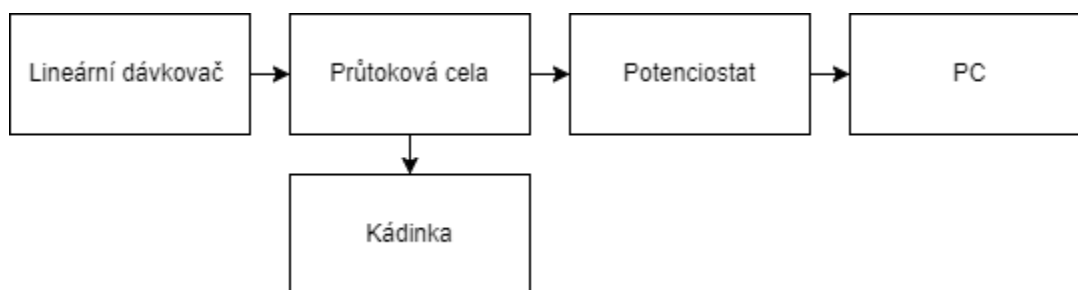 Lineární dávkovač
Průtoková cela
Potenciostat
PC
Kádinka